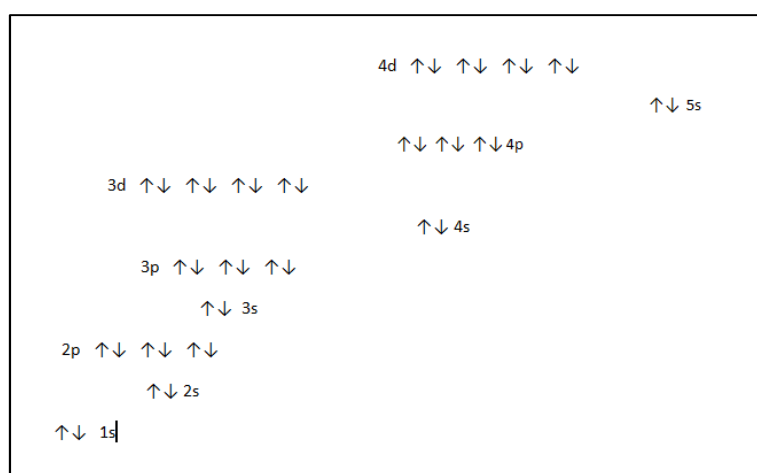 4d ↑↓ ↑↓ ↑↓ ↑↓
↑↓ 5s
↑↓ ↑↓ ↑↓ 4p
3d ↑↓ ↑↓ ↑↓ ↑↓
↑↓ 4s
3p ↑↓ ↑↓ ↑↓
↑↓ 3s
2p ↑↓ ↑↓ ↑↓
↑↓ 2s
↑↓ 1s